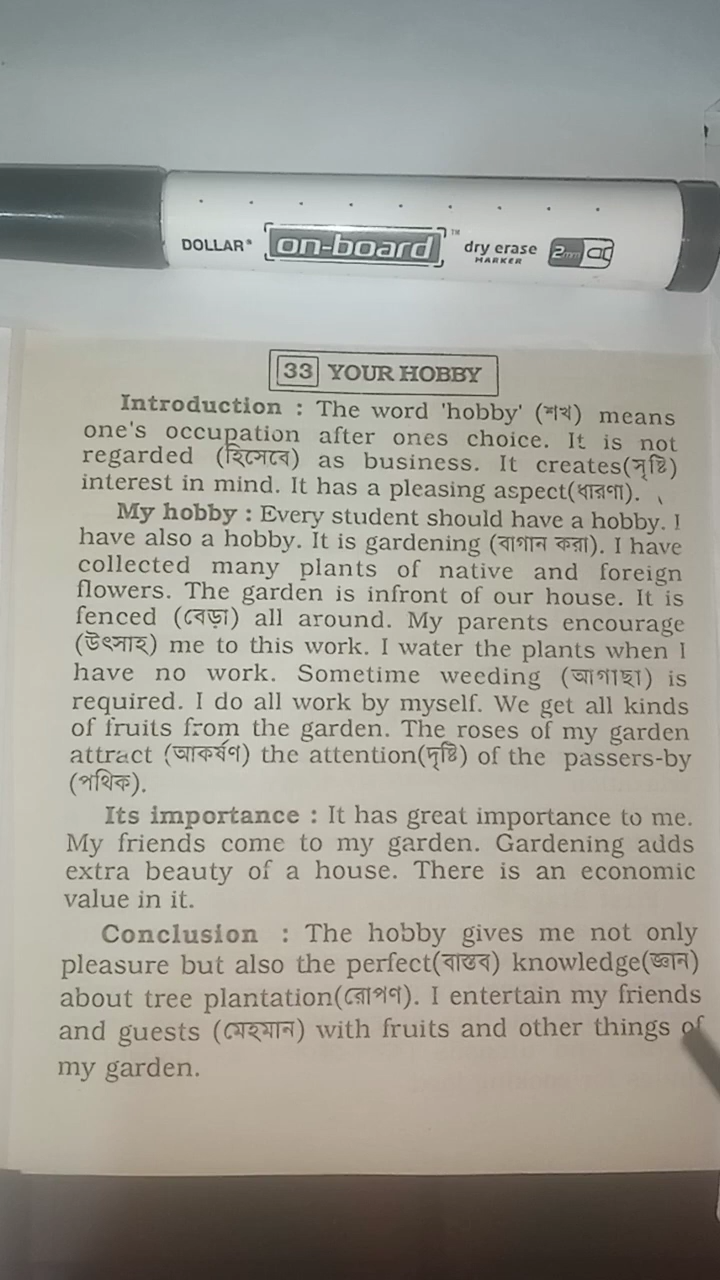 DOLLAR® on-board™ dry erase MARKER 2mm
33 YOUR HOBBY
Introduction : The word 'hobby' (শখ) means
one's occupation after ones choice. It is not
regarded (হিসেবে) as business. It creates(সৃষ্টি)
interest in mind. It has a pleasing aspect(ধারণা).
My hobby : Every student should have a hobby. I
have also a hobby. It is gardening (বাগান করা). I have
collected many plants of native and foreign
flowers. The garden is infront of our house. It is
fenced (বেড়া) all around. My parents encourage
(উৎসাহ) me to this work. I water the plants when I
have no work. Sometime weeding (আগাছা) is
required. I do all work by myself. We get all kinds
of fruits from the garden. The roses of my garden
attract (আকর্ষণ) the attention(দৃষ্টি) of the passers-by
(পথিক).
Its importance : It has great importance to me.
My friends come to my garden. Gardening adds
extra beauty of a house. There is an economic
value in it.
Conclusion : The hobby gives me not only
pleasure but also the perfect(বাস্তব) knowledge(জ্ঞান)
about tree plantation(রোপণ). I entertain my friends
and guests (মেহমান) with fruits and other things of
my garden.